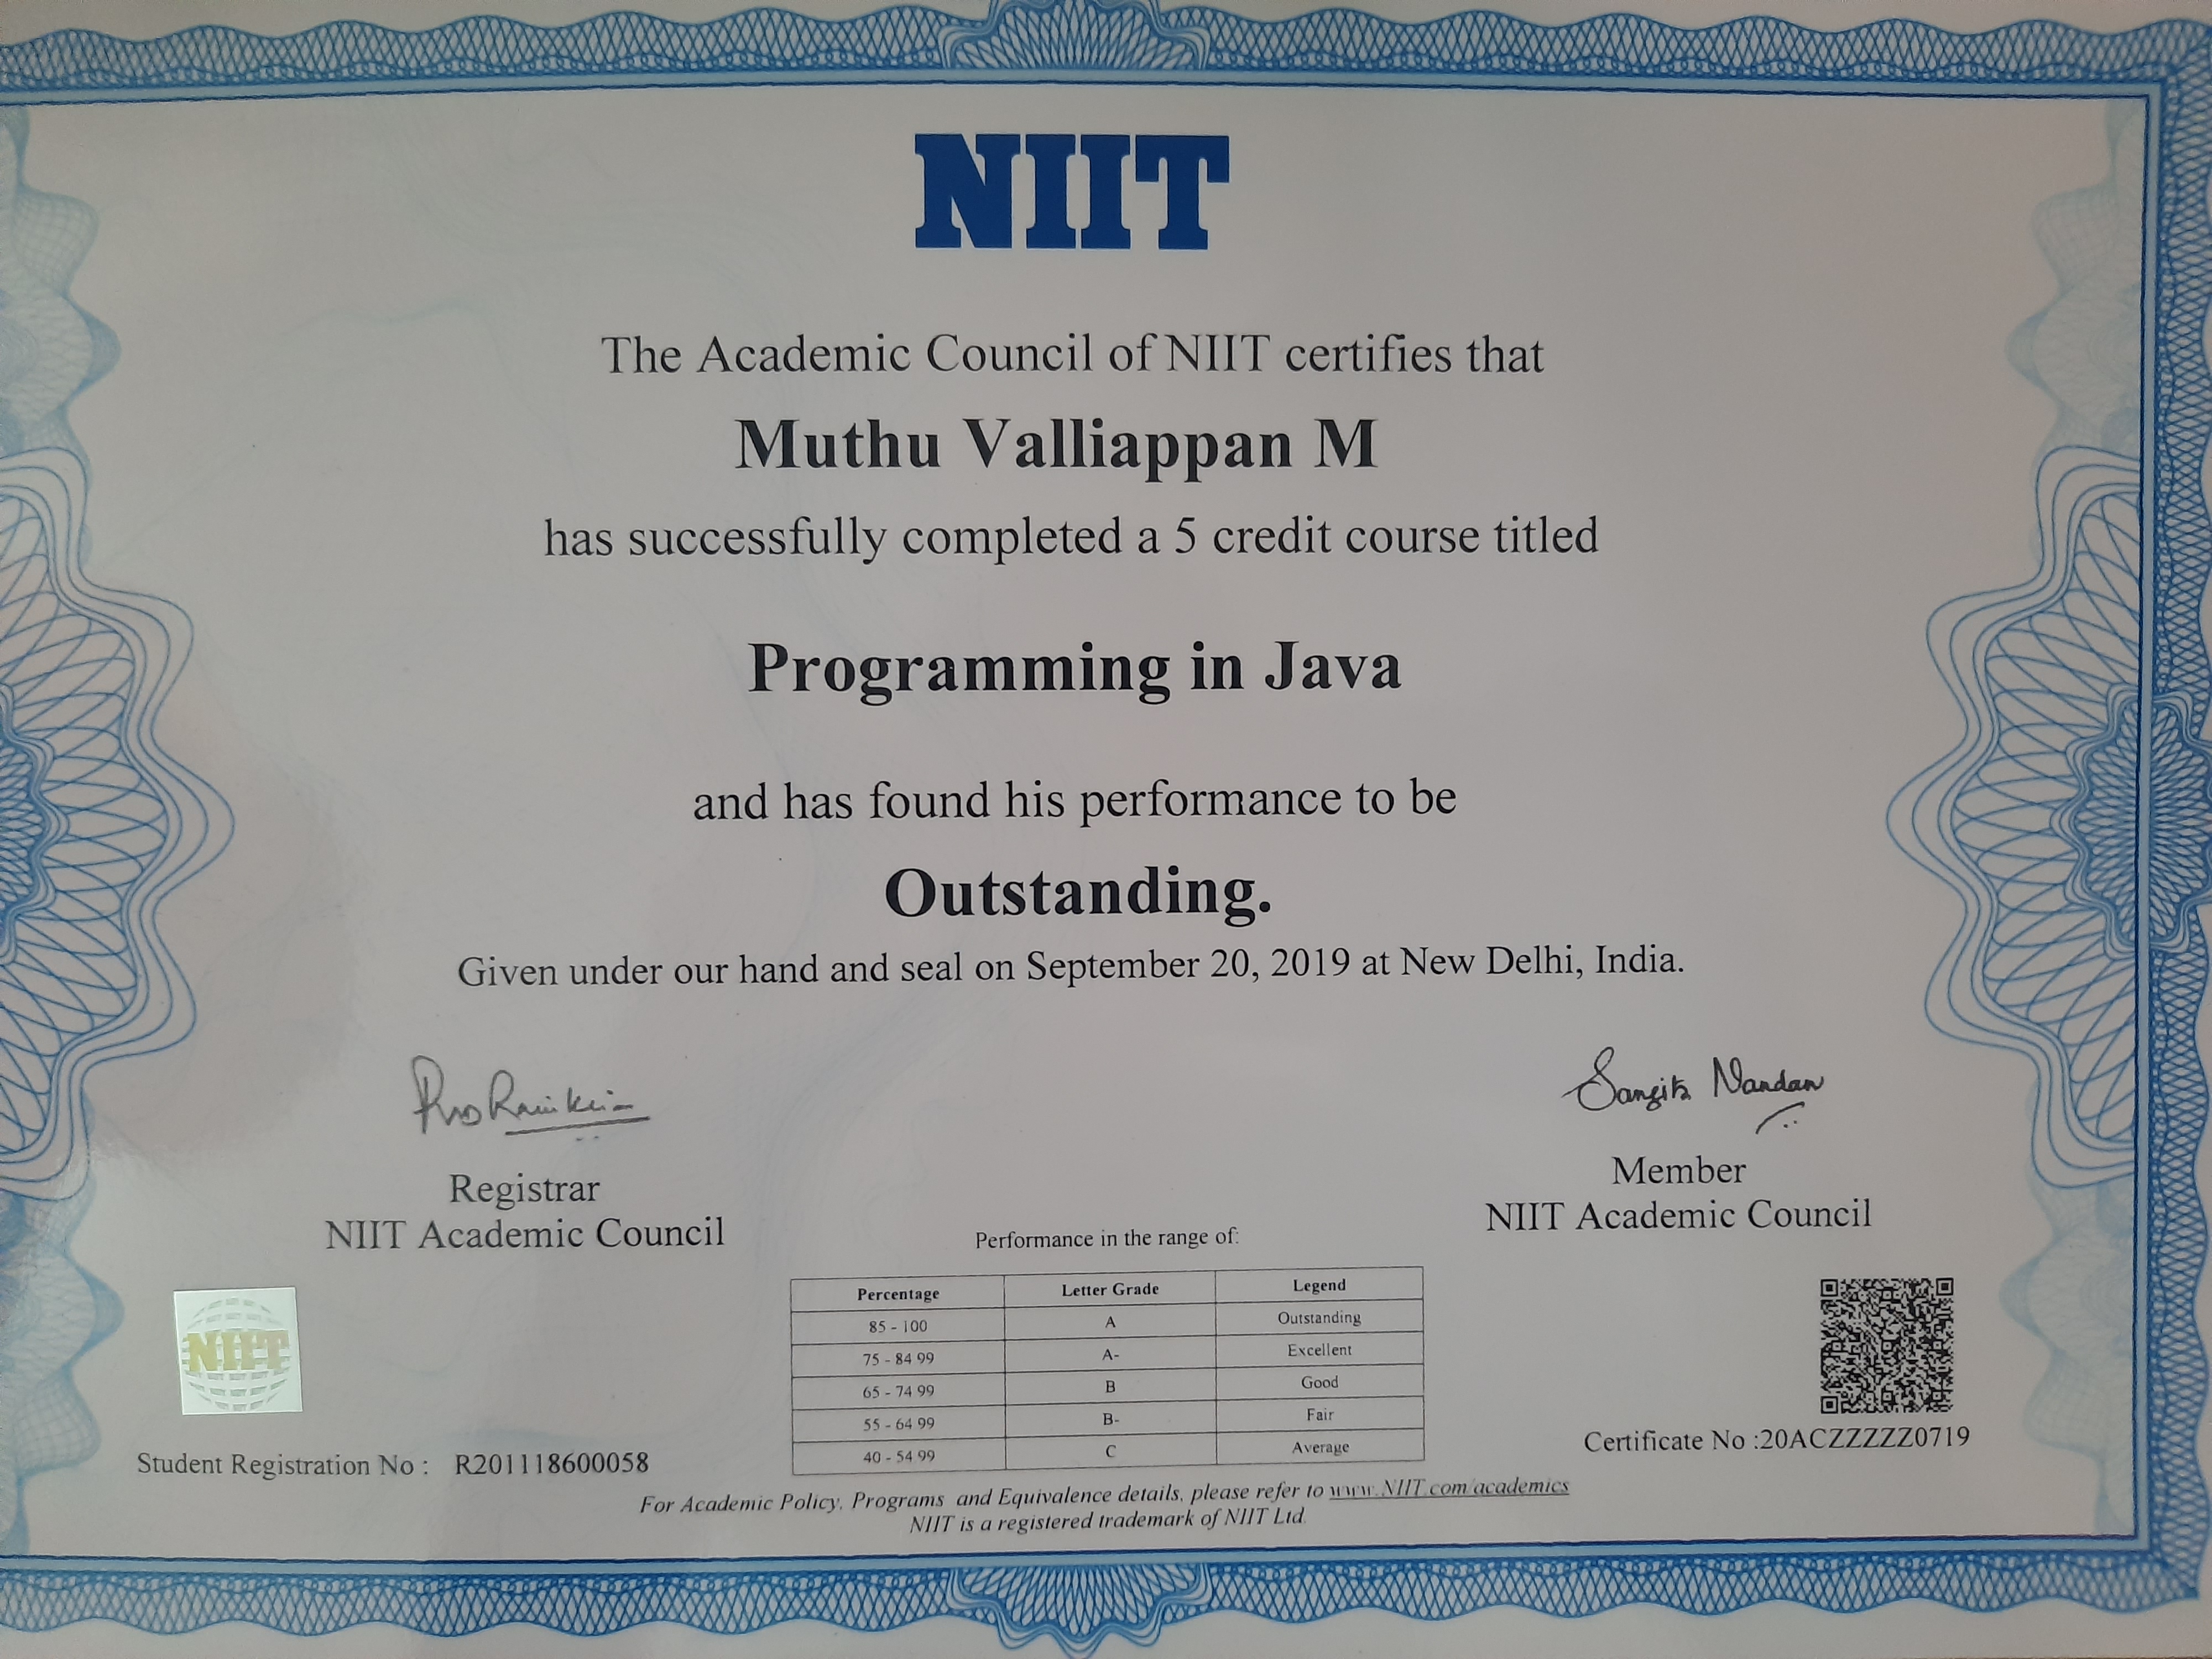 NIIT
The Academic Council of NIIT certifies that
Muthu Valliappan M
has successfully completed a 5 credit course titled
Programming in Java
and has found his performance to be
Outstanding.
Given under our hand and seal on September 20, 2019 at New Delhi, India.
Sangita Nandan
Registrar
NIIT Academic Council
Member
NIIT Academic Council
Performance in the range of:
Percentage Letter Grade Legend
85 - 100 A Outstanding
75 - 84 99 A- Excellent
65 - 74 99 B Good
55 - 64 99 B- Fair
40 - 54 99 C Average
NIIT
Student Registration No : R201118600058
Certificate No :20ACZZZZZ0719
For Academic Policy, Programs and Equivalence details, please refer to www.NIIT.com/academics
NIIT is a registered trademark of NIIT Ltd.